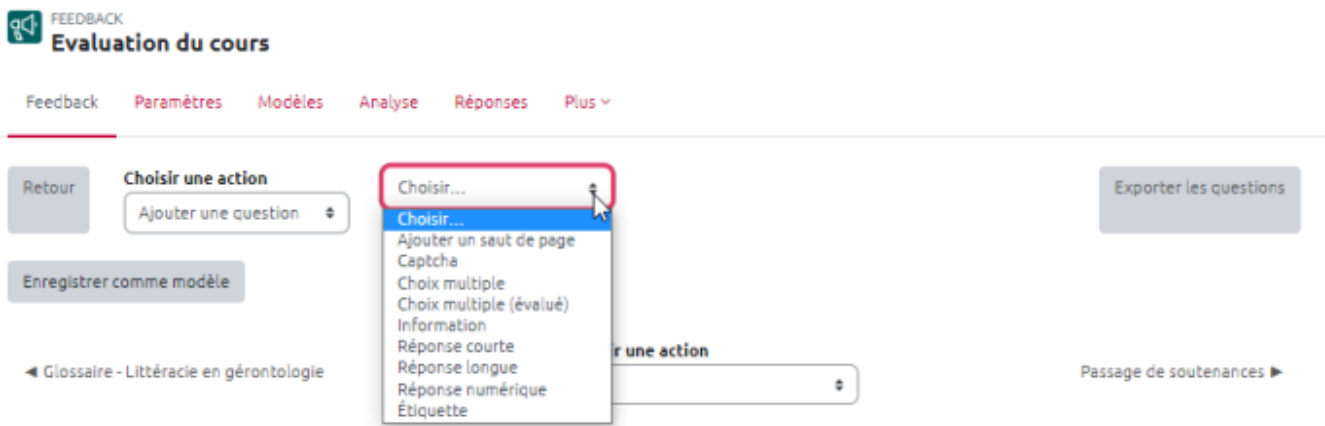 FEEDBACK
Evaluation du cours
Feedback Paramètres Modèles Analyse Réponses Plus
Retour
Choisir une action
Ajouter une question
Choisir...
Exporter les questions
Choisir...
Ajouter un saut de page
Captcha
Choix multiple
Choix multiple (évalué)
Information
Réponse courte
Réponse longue
Réponse numérique
Étiquette
Enregistrer comme modèle
r une action
◄ Glossaire - Littéracie en gérontologie
Passage de soutenances ►